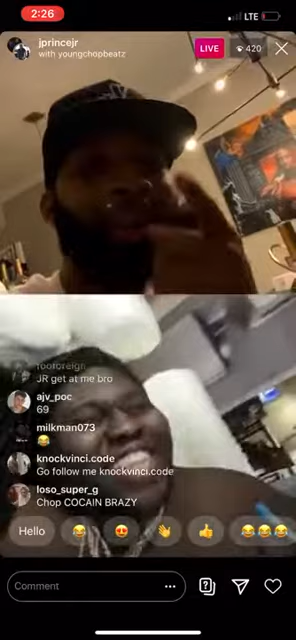 2:26
LTE
jprincejr
with youngchopbeatz
LIVE
420
rooforeign
JR get at me bro
ajv_poc
69
milkman073
😂
knockvinci.code
Go follow me knockvinci.code
loso_super_g
Chop COCAIN BRAZY
Hello 😂 😍 👋 👍 😂😂😂
Comment